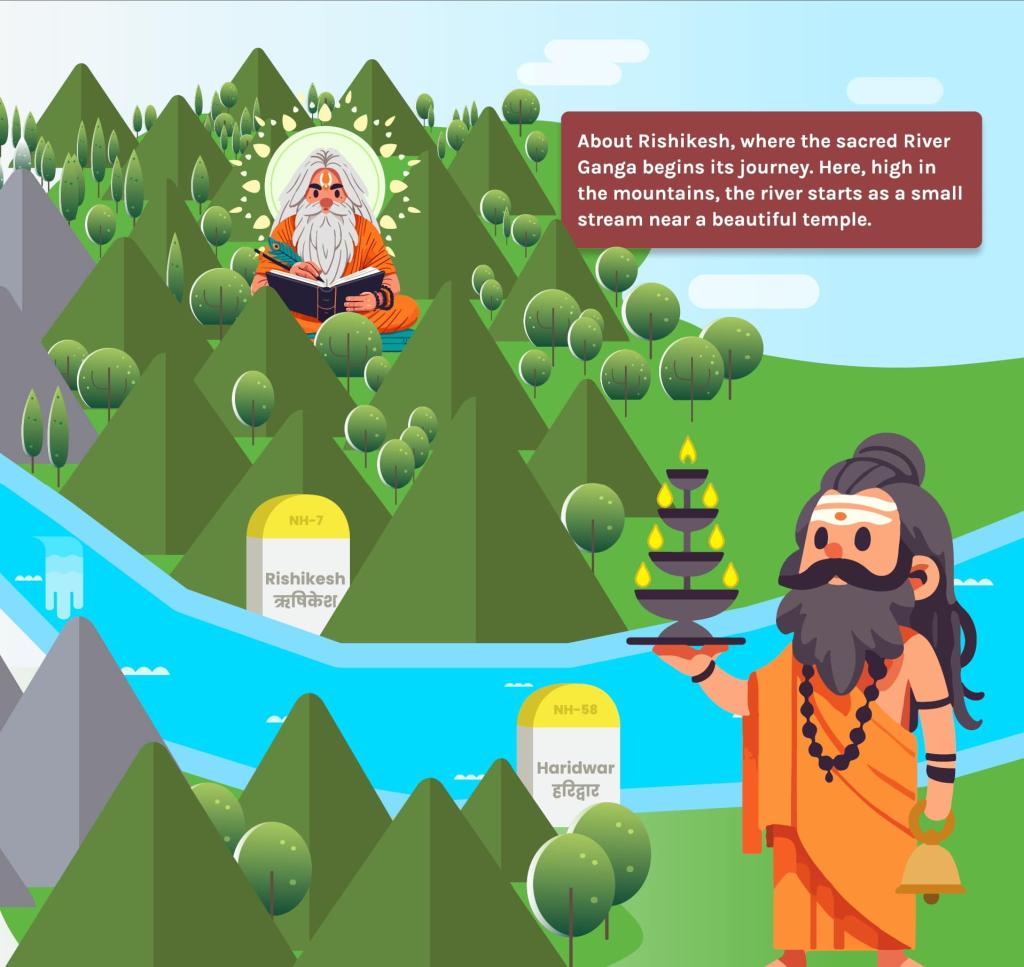 About Rishikesh, where the sacred River
Ganga begins its journey. Here, high in
the mountains, the river starts as a small
stream near a beautiful temple.
NH-7
Rishikesh
ऋषिकेश
NH-58
Haridwar
हरिद्वार